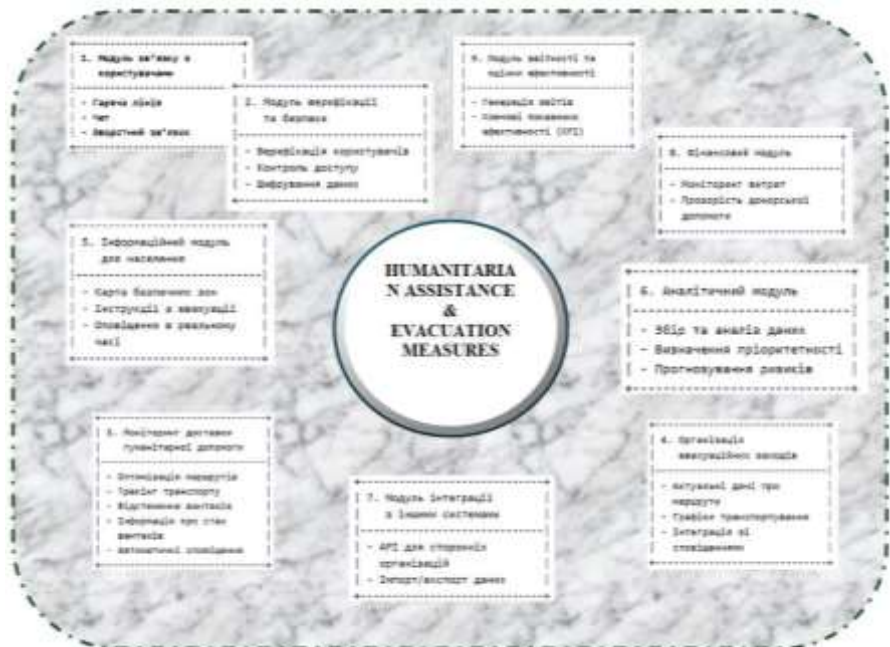 1. Модуль зв'язку з
користувачами
- Гаряча лінія
- Чат
- Зворотний зв'язок
2. Модуль верифікації
та безпеки
- Верифікація користувачів
- Контроль доступу
- Шифрування даних
9. Модуль звітності та
оцінки ефективності
- Генерація звітів
- Ключові показники
ефективності (KPI)
8. Фінансовий модуль
- Моніторинг витрат
- Прозорість донорської
допомоги
3. Інформаційний модуль
для населення
- Карта безпечних зон
- Інструкції з евакуації
- Оповіщення в реальному
часі
HUMANITARIA
N ASSISTANCE
&
EVACUATION
MEASURES
6. Аналітичний модуль
- Збір та аналіз даних
- Визначення пріоритетності
- Прогнозування ризиків
5. Моніторинг доставки
гуманітарної допомоги
- Оптимізація маршрутів
- Трекінг транспорту
- Відстеження вантажів
- Інформація про стан
вантажів
- Автоматичні сповіщення
7. Модуль інтеграції
з іншими системами
- API для сторонніх
організацій
- Імпорт/експорт даних
4. Організація
евакуаційних заходів
- Актуальні дані про
маршрути
- Графіки транспортування
- Інтеграція зі
сповіщеннями